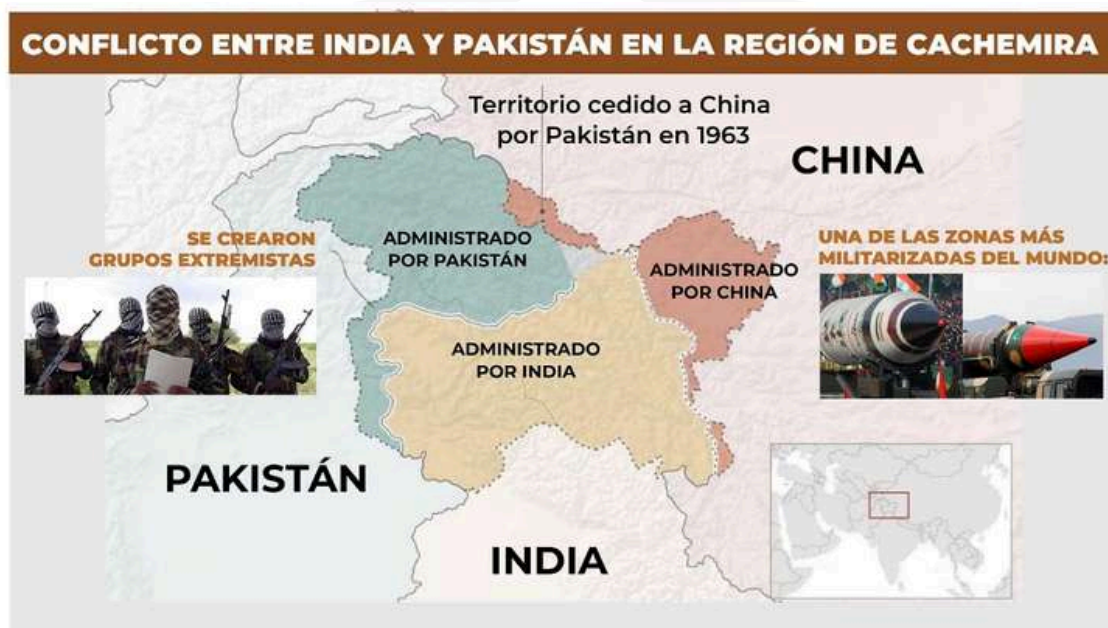 CONFLICTO ENTRE INDIA Y PAKISTÁN EN LA REGIÓN DE CACHEMIRA
Territorio cedido a China
por Pakistán en 1963
CHINA
SE CREARON
GRUPOS EXTREMISTAS
ADMINISTRADO
POR PAKISTÁN
ADMINISTRADO
POR CHINA
UNA DE LAS ZONAS MÁS
MILITARIZADAS DEL MUNDO:
ADMINISTRADO
POR INDIA
PAKISTÁN
INDIA